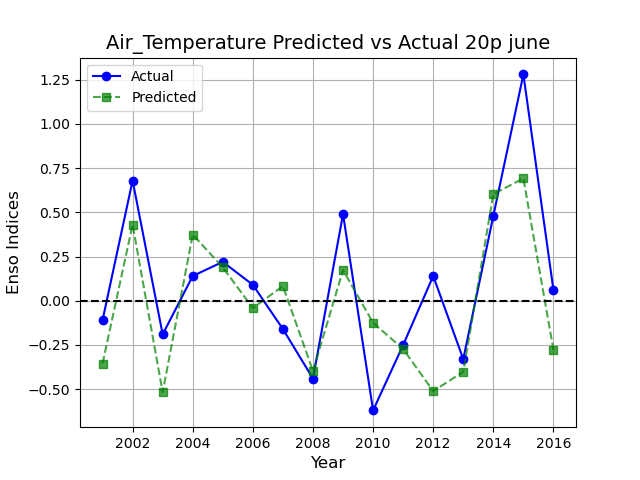 Air_Temperature Predicted vs Actual 20p june
Actual
Predicted
1.25
1.00
0.75
0.50
0.25
0.00
−0.25
−0.50
Enso Indices
2002 2004 2006 2008 2010 2012 2014 2016
Year